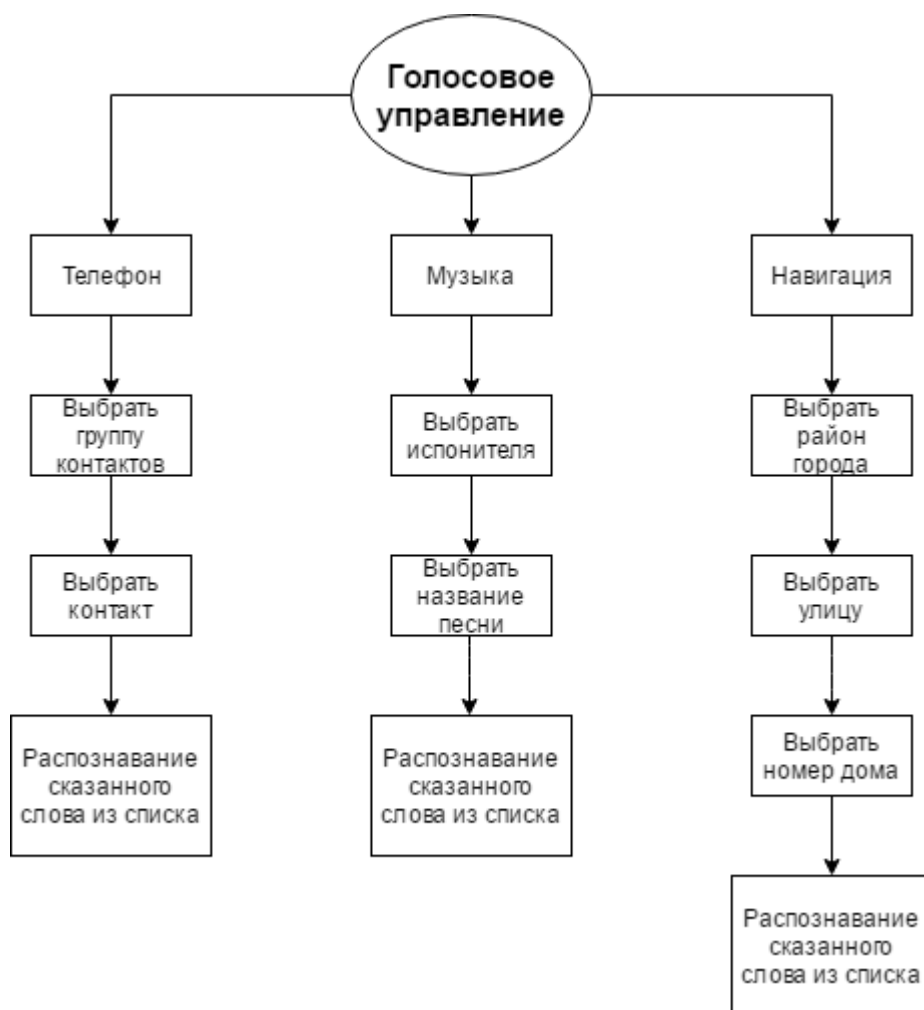 Голосовое
управление
Телефон
Музыка
Навигация
Выбрать
группу
контактов
Выбрать
испонителя
Выбрать
район
города
Выбрать
контакт
Выбрать
название
песни
Выбрать
улицу
Распознавание
сказанного
слова из списка
Распознавание
сказанного
слова из списка
Выбрать
номер дома
Распознавание
сказанного
слова из списка